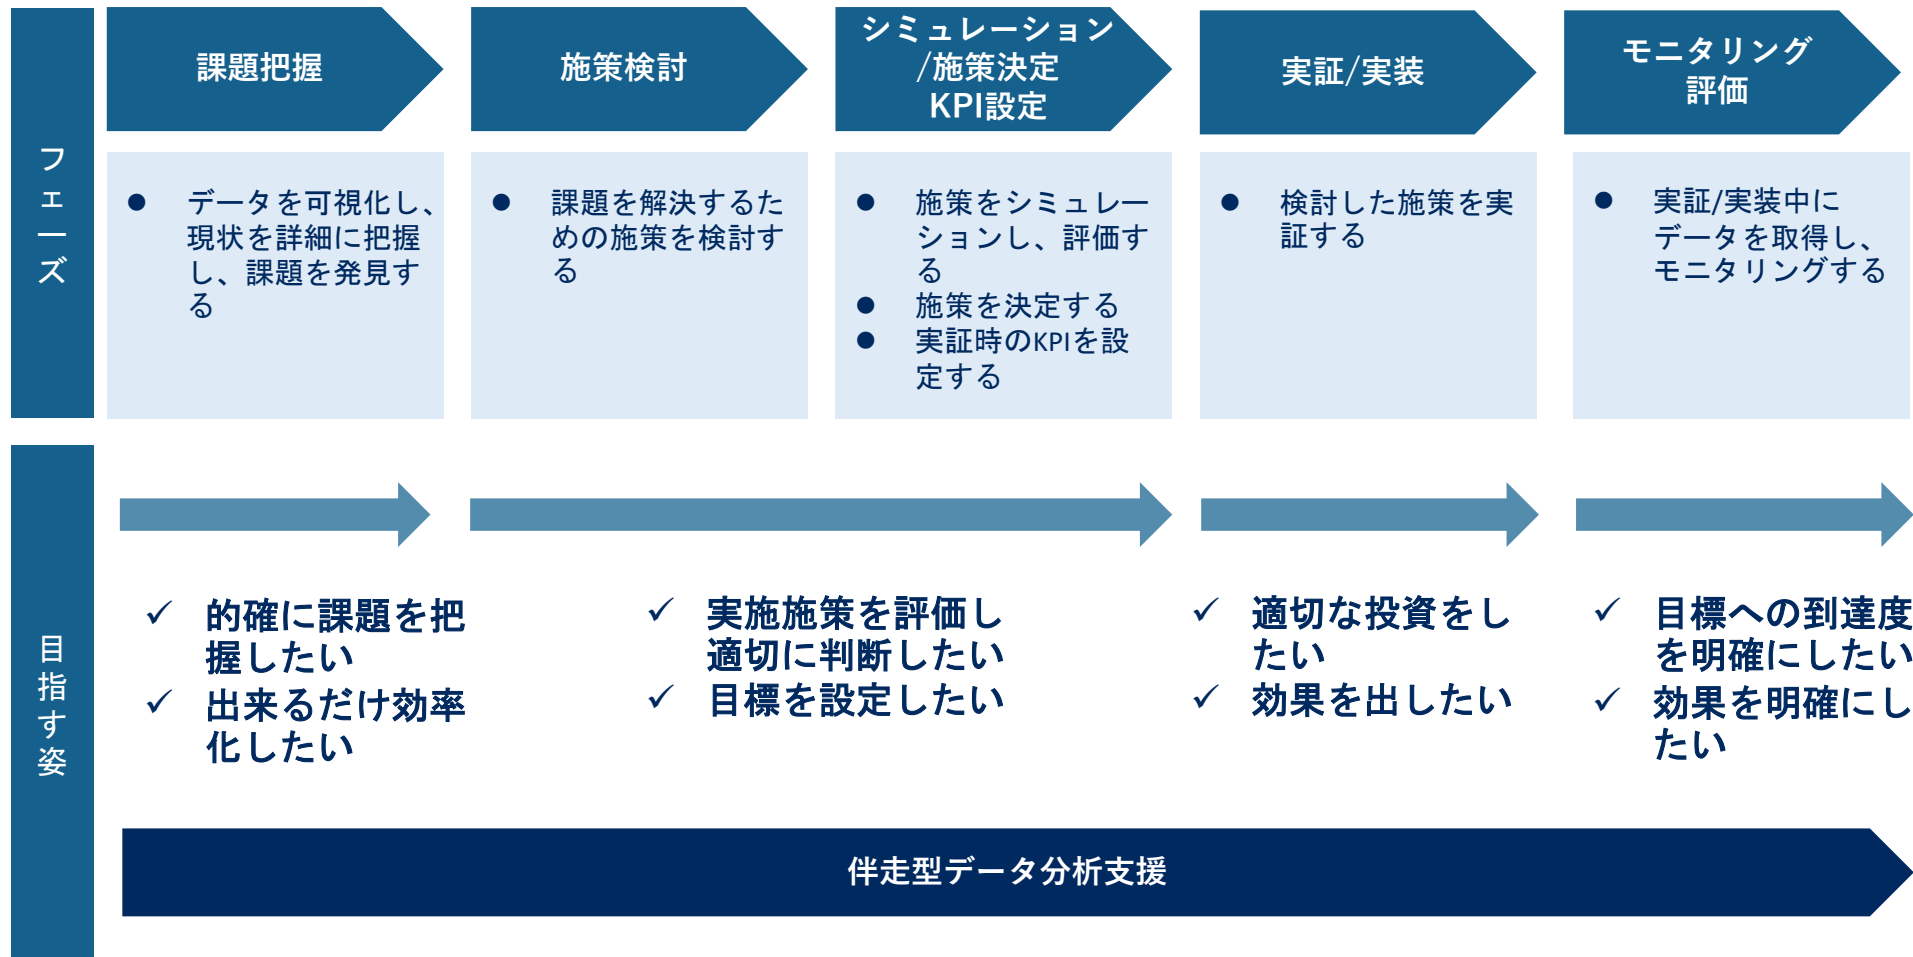 フェーズ
課題把握
施策検討
シミュレーション
/施策決定
KPI設定
実証/実装
モニタリング
評価
● データを可視化し、
現状を詳細に把握
し、課題を発見す
る
● 課題を解決するた
めの施策を検討す
る
● 施策をシミュレー
ションし、評価す
る
● 施策を決定する
● 実証時のKPIを設
定する
● 検討した施策を実
証する
● 実証/実装中に
データを取得し、
モニタリングする
目指す姿
✓ 的確に課題を把
握したい
✓ 出来るだけ効率
化したい
✓ 実施施策を評価し
適切に判断したい
✓ 目標を設定したい
✓ 適切な投資をし
たい
✓ 効果を出したい
✓ 目標への到達度
を明確にしたい
✓ 効果を明確にし
たい
伴走型データ分析支援